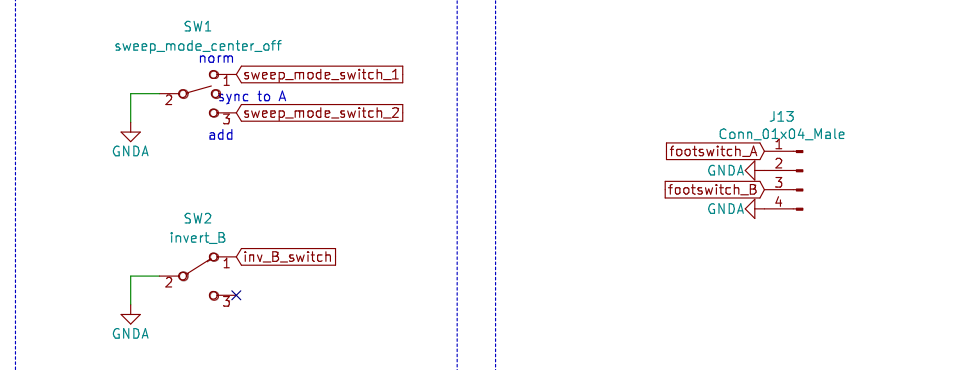 SW1
sweep_mode_center_off
norm
1
sweep_mode_switch_1
2
sync to A
3
sweep_mode_switch_2
add
GNDA
SW2
invert_B
1
inv_B_switch
2
3
GNDA
J13
Conn_01x04_Male
footswitch_A
1
GNDA
2
footswitch_B
3
GNDA
4